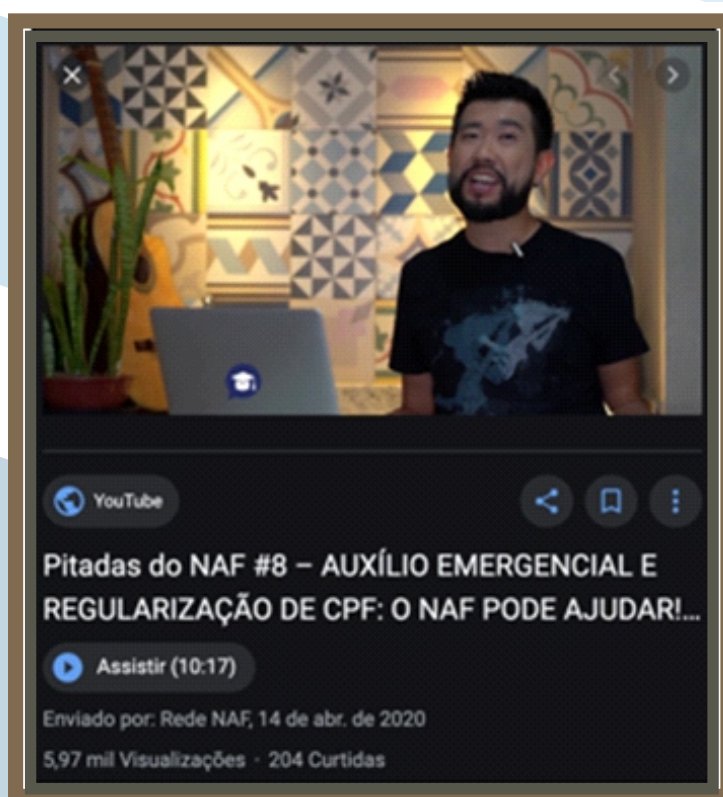 YouTube
Pitadas do NAF #8 – AUXÍLIO EMERGENCIAL E
REGULARIZAÇÃO DE CPF: O NAF PODE AJUDAR!...
Assistir (10:17)
Enviado por: Rede NAF, 14 de abr. de 2020
5,97 mil Visualizações · 204 Curtidas